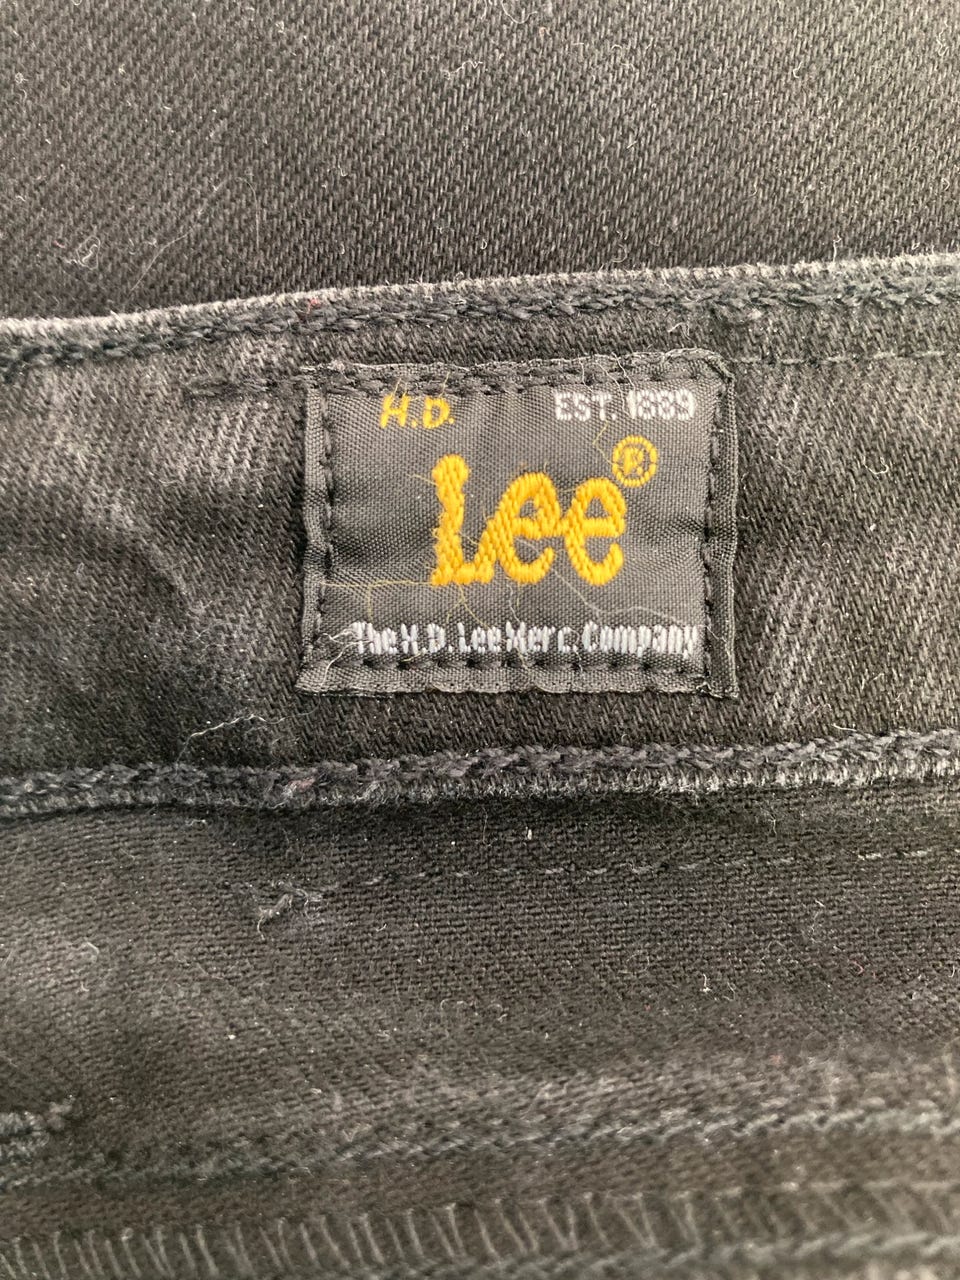 H.D. EST. 1889
Lee®
The H.D. Lee Merc. Company